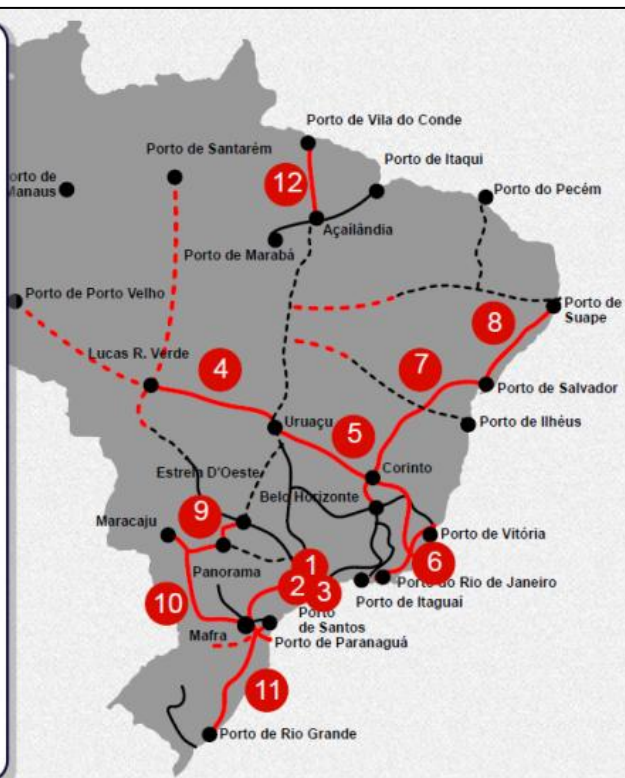 Porto de Vila do Conde
Porto de Santarém
Porto de Itaqui
orto de
Manaus
12
Porto do Pecém
Açailândia
Porto de Marabá
Porto de Porto Velho
Porto de
Suape
8
Lucas R. Verde
4
7
Porto de Salvador
Uruaçu
5
Porto de Ilhéus
Corinto
Estrela D'Oeste
Belo Horizonte
9
Maracaju
Porto de Vitória
Panorama
1
6
2
3
Porto do Rio de Janeiro
10
Porto de Itaguaí
Porto
de Santos
Mafra
Porto de Paranaguá
11
Porto de Rio Grande